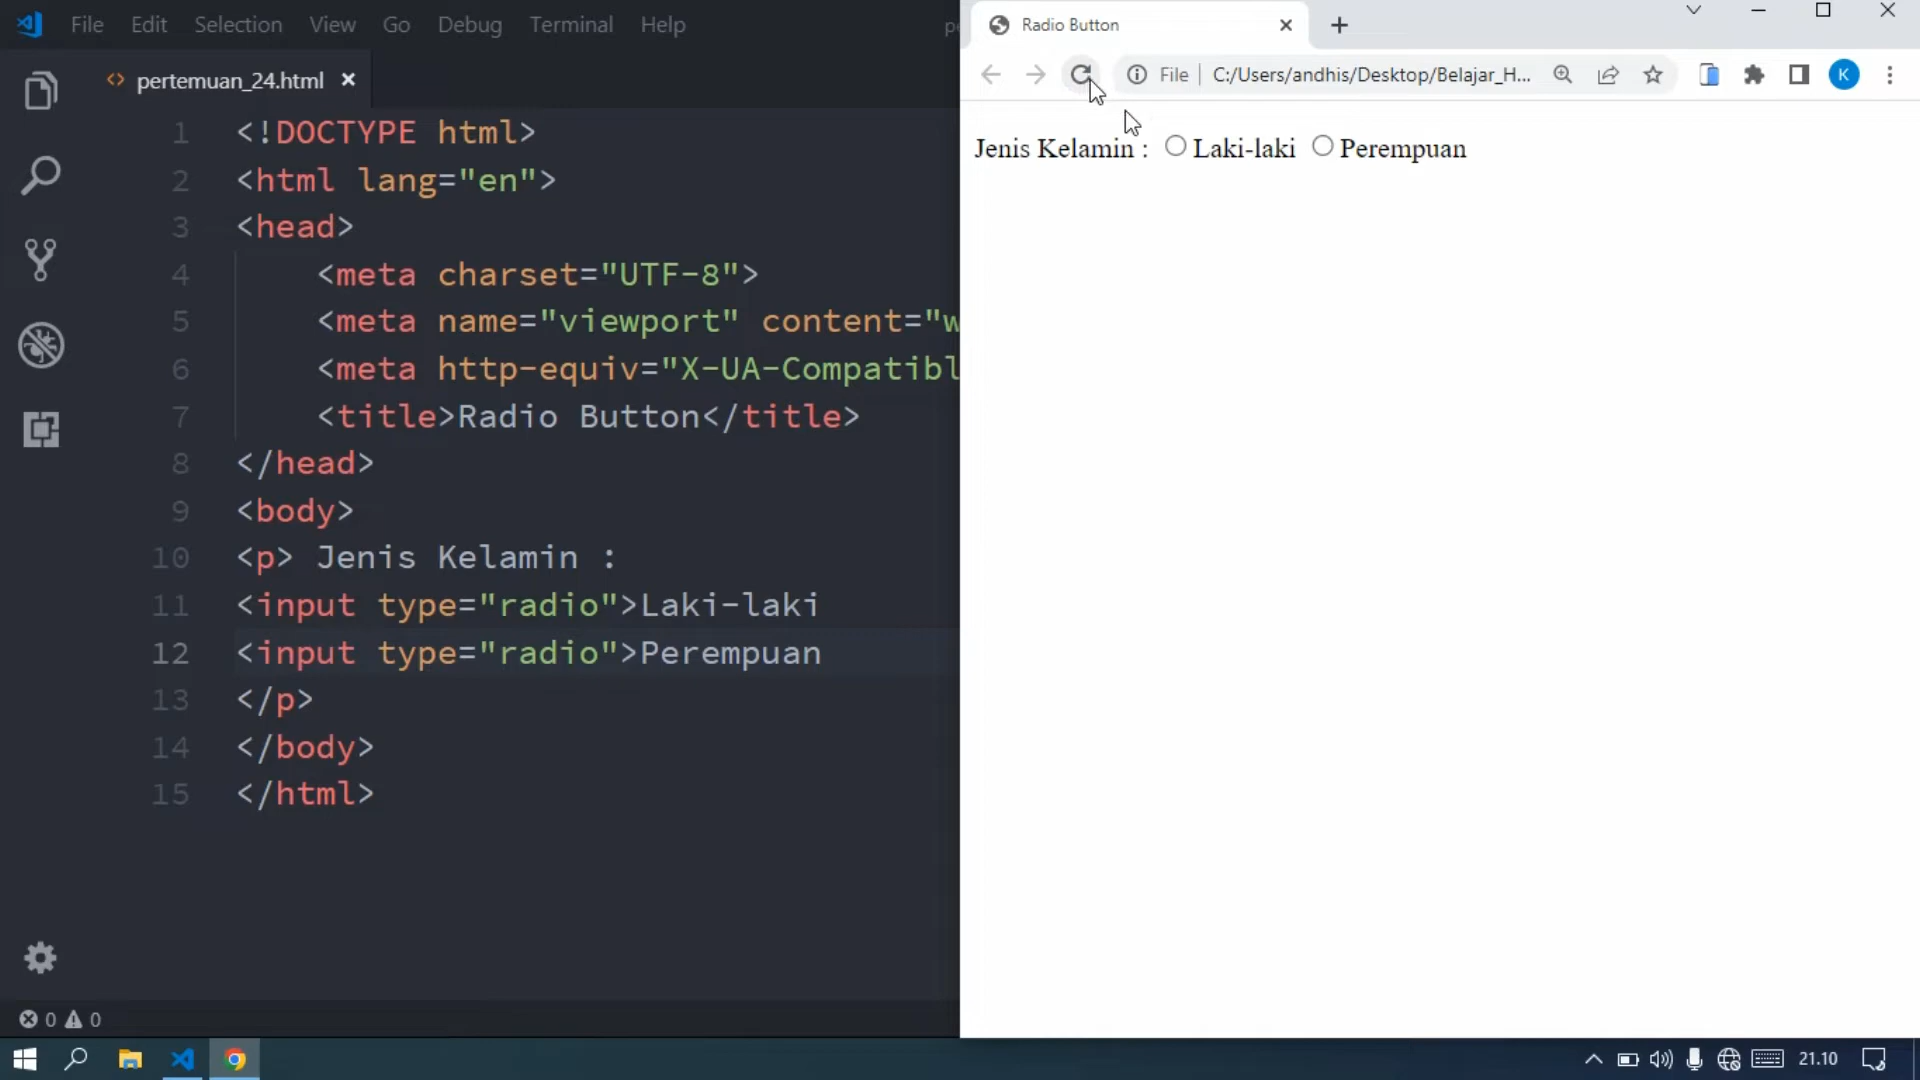 File Edit Selection View Go Debug Terminal Help
pertemuan_24.html
1 <!DOCTYPE html>
2 <html lang="en">
3 <head>
4 <meta charset="UTF-8">
5 <meta name="viewport" content="w
6 <meta http-equiv="X-UA-Compatibl
7 <title>Radio Button</title>
8 </head>
9 <body>
10 <p> Jenis Kelamin :
11 <input type="radio">Laki-laki
12 <input type="radio">Perempuan
13 </p>
14 </body>
15 </html>
0 0
Radio Button
File C:/Users/andhis/Desktop/Belajar_H... K
Jenis Kelamin : Laki-laki Perempuan
21.10